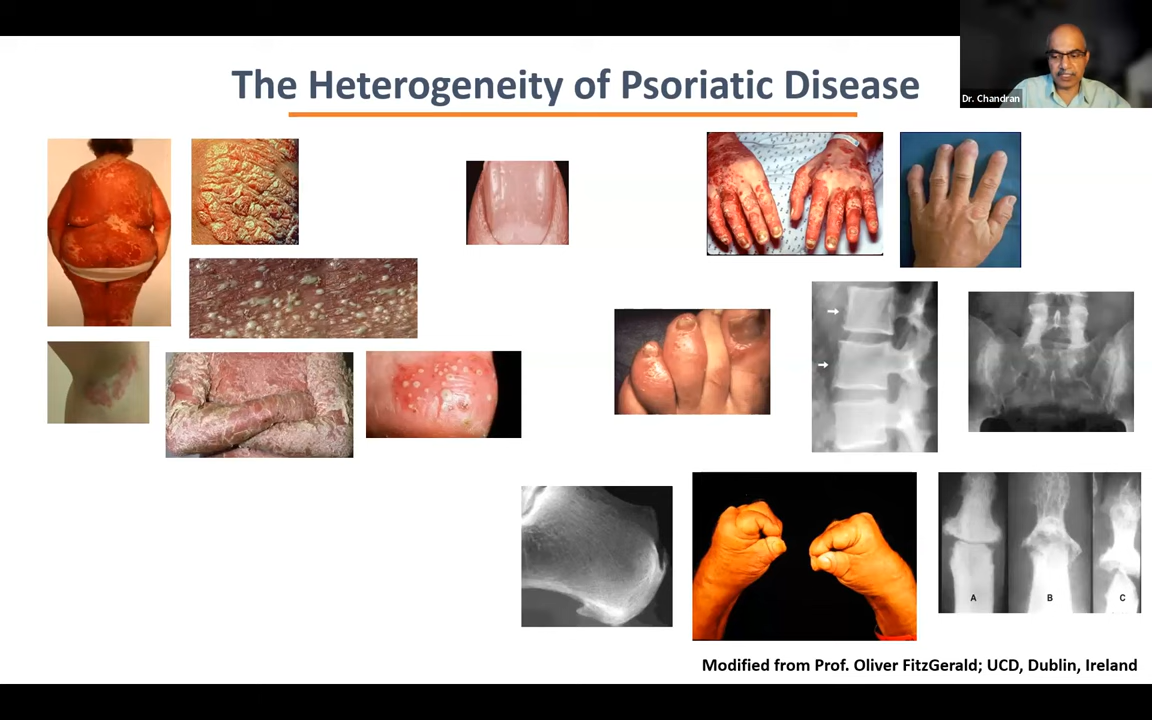 The Heterogeneity of Psoriatic Disease
Dr. Chandran
A
B
C
Modified from Prof. Oliver FitzGerald; UCD, Dublin, Ireland